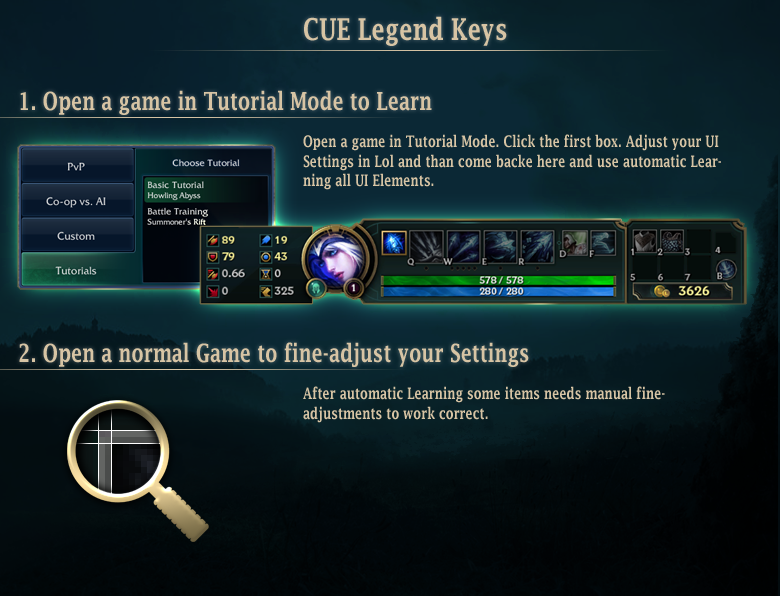 CUE Legend Keys
1. Open a game in Tutorial Mode to Learn
Open a game in Tutorial Mode. Click the first box. Adjust your UI
Settings in Lol and than come backe here and use automatic Lear-
ning all UI Elements.
PvP
Co-op vs. AI
Custom
Tutorials
Choose Tutorial
Basic Tutorial
Howling Abyss
Battle Training
Summoner's Rift
89 19
79 43
0.66 0
0 325
1
Q W E R D F
578 / 578
280 / 280
1 2 3 4
5 6 7 B
3626
2. Open a normal Game to fine-adjust your Settings
After automatic Learning some items needs manual fine-
adjustments to work correct.